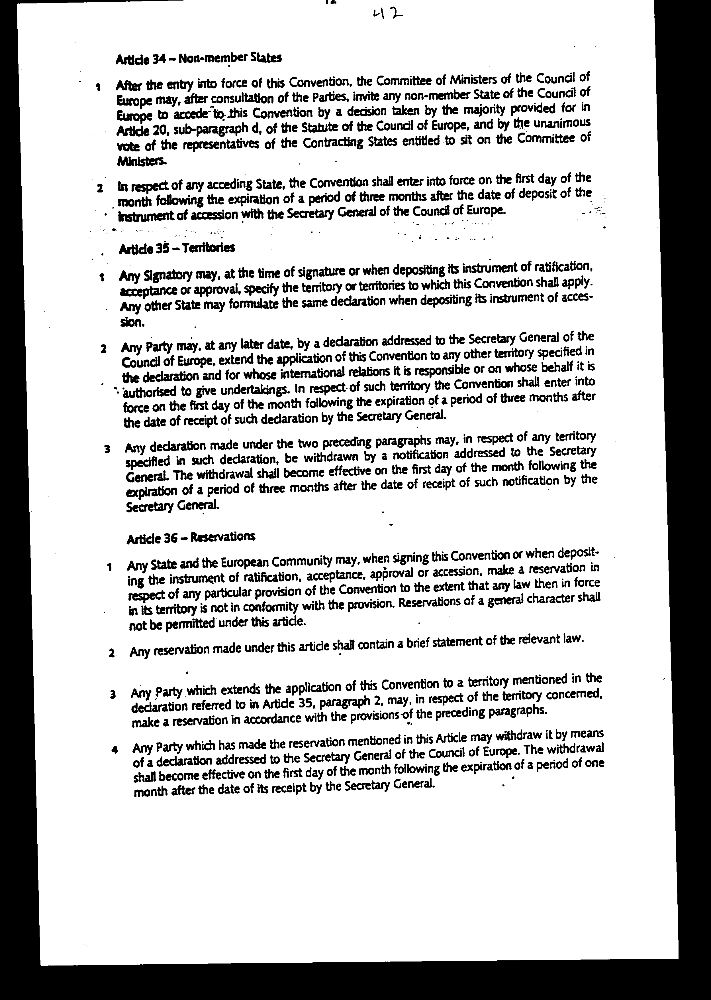 12
42
Article 34 – Non-member States
1 After the entry into force of this Convention, the Committee of Ministers of the Council of
Europe may, after consultation of the Parties, invite any non-member State of the Council of
Europe to accede to this Convention by a decision taken by the majority provided for in
Article 20, sub-paragraph d, of the Statute of the Council of Europe, and by the unanimous
vote of the representatives of the Contracting States entitled to sit on the Committee of
Ministers.
2 In respect of any acceding State, the Convention shall enter into force on the first day of the
month following the expiration of a period of three months after the date of deposit of the
instrument of accession with the Secretary General of the Council of Europe.
Article 35 – Territories
1 Any Signatory may, at the time of signature or when depositing its instrument of ratification,
acceptance or approval, specify the territory or territories to which this Convention shall apply.
Any other State may formulate the same declaration when depositing its instrument of acces-
sion.
2 Any Party may, at any later date, by a declaration addressed to the Secretary General of the
Council of Europe, extend the application of this Convention to any other territory specified in
the declaration and for whose international relations it is responsible or on whose behalf it is
authorised to give undertakings. In respect of such territory the Convention shall enter into
force on the first day of the month following the expiration of a period of three months after
the date of receipt of such declaration by the Secretary General.
3 Any declaration made under the two preceding paragraphs may, in respect of any territory
specified in such declaration, be withdrawn by a notification addressed to the Secretary
General. The withdrawal shall become effective on the first day of the month following the
expiration of a period of three months after the date of receipt of such notification by the
Secretary General.
Article 36 – Reservations
1 Any State and the European Community may, when signing this Convention or when deposit-
ing the instrument of ratification, acceptance, approval or accession, make a reservation in
respect of any particular provision of the Convention to the extent that any law then in force
in its territory is not in conformity with the provision. Reservations of a general character shall
not be permitted under this article.
2 Any reservation made under this article shall contain a brief statement of the relevant law.
3 Any Party which extends the application of this Convention to a territory mentioned in the
declaration referred to in Article 35, paragraph 2, may, in respect of the territory concerned,
make a reservation in accordance with the provisions of the preceding paragraphs.
4 Any Party which has made the reservation mentioned in this Article may withdraw it by means
of a declaration addressed to the Secretary General of the Council of Europe. The withdrawal
shall become effective on the first day of the month following the expiration of a period of one
month after the date of its receipt by the Secretary General.